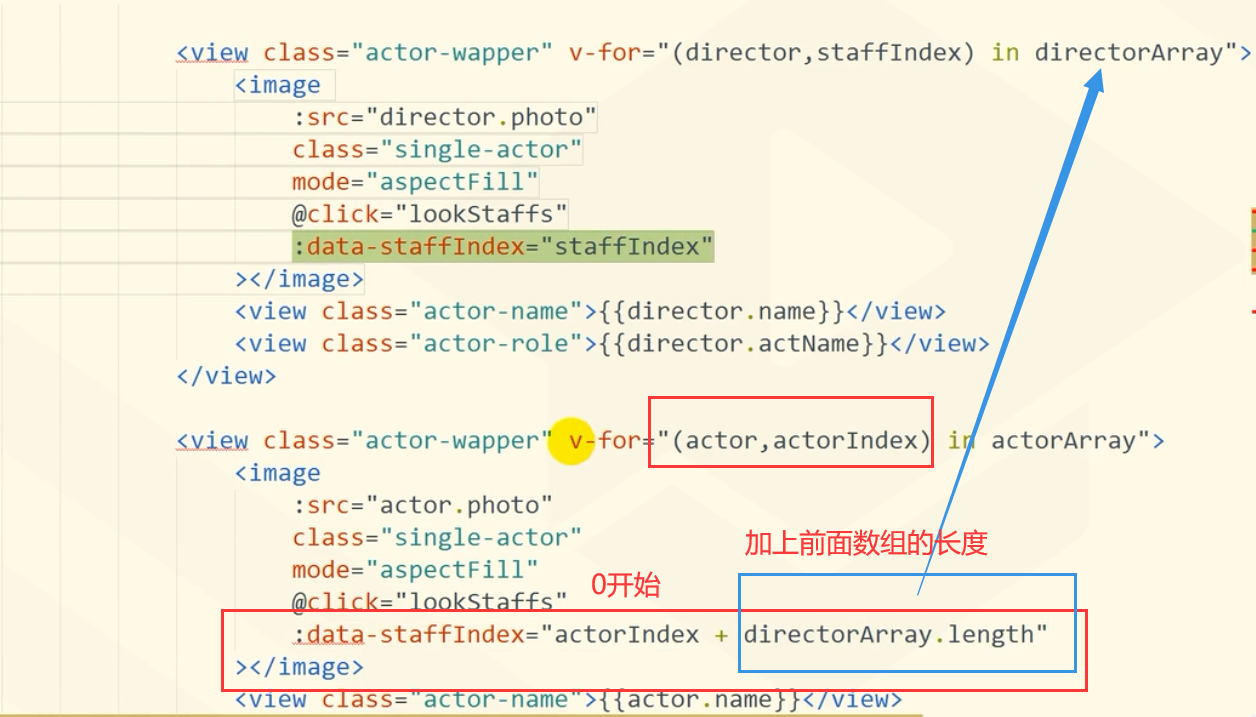 <view class="actor-wapper" v-for="(director,staffIndex) in directorArray">
<image
:src="director.photo"
class="single-actor"
mode="aspectFill"
@click="lookStaffs"
:data-staffIndex="staffIndex"
></image>
<view class="actor-name">{{director.name}}</view>
<view class="actor-role">{{director.actName}}</view>
</view>
<view class="actor-wapper" v-for="(actor,actorIndex) in actorArray">
<image
:src="actor.photo"
class="single-actor"
加上前面数组的长度
mode="aspectFill"
0开始
@click="lookStaffs"
:data-staffIndex="actorIndex + directorArray.length"
></image>
<view class="actor-name">{{actor.name}}</view>